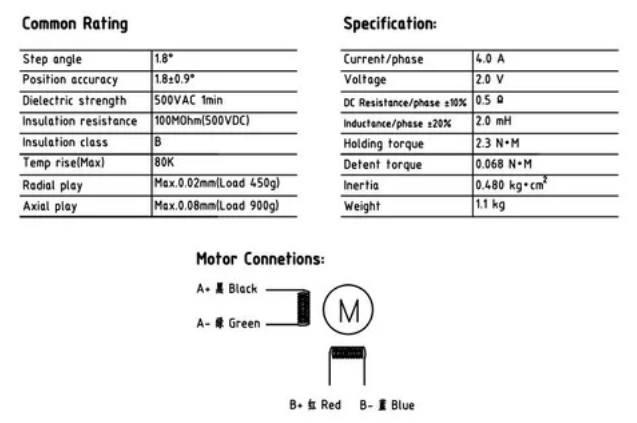 Common Rating
Step angle 1.8°
Position accuracy 1.8±0.9°
Dielectric strength 500VAC 1min
Insulation resistance 100MOhm(500VDC)
Insulation class B
Temp rise(Max) 80K
Radial play Max.0.02mm(Load 450g)
Axial play Max.0.08mm(Load 900g)
Specification:
Current/phase 4.0 A
Voltage 2.0 V
DC Resistance/phase ±10% 0.5 Ω
Inductance/phase ±20% 2.0 mH
Holding torque 2.3 N•M
Detent torque 0.068 N•M
Inertia 0.480 kg•cm²
Weight 1.1 kg
Motor Connetions:
A+ 黑 Black
A- 绿 Green
M
B+ 红 Red B- 蓝 Blue